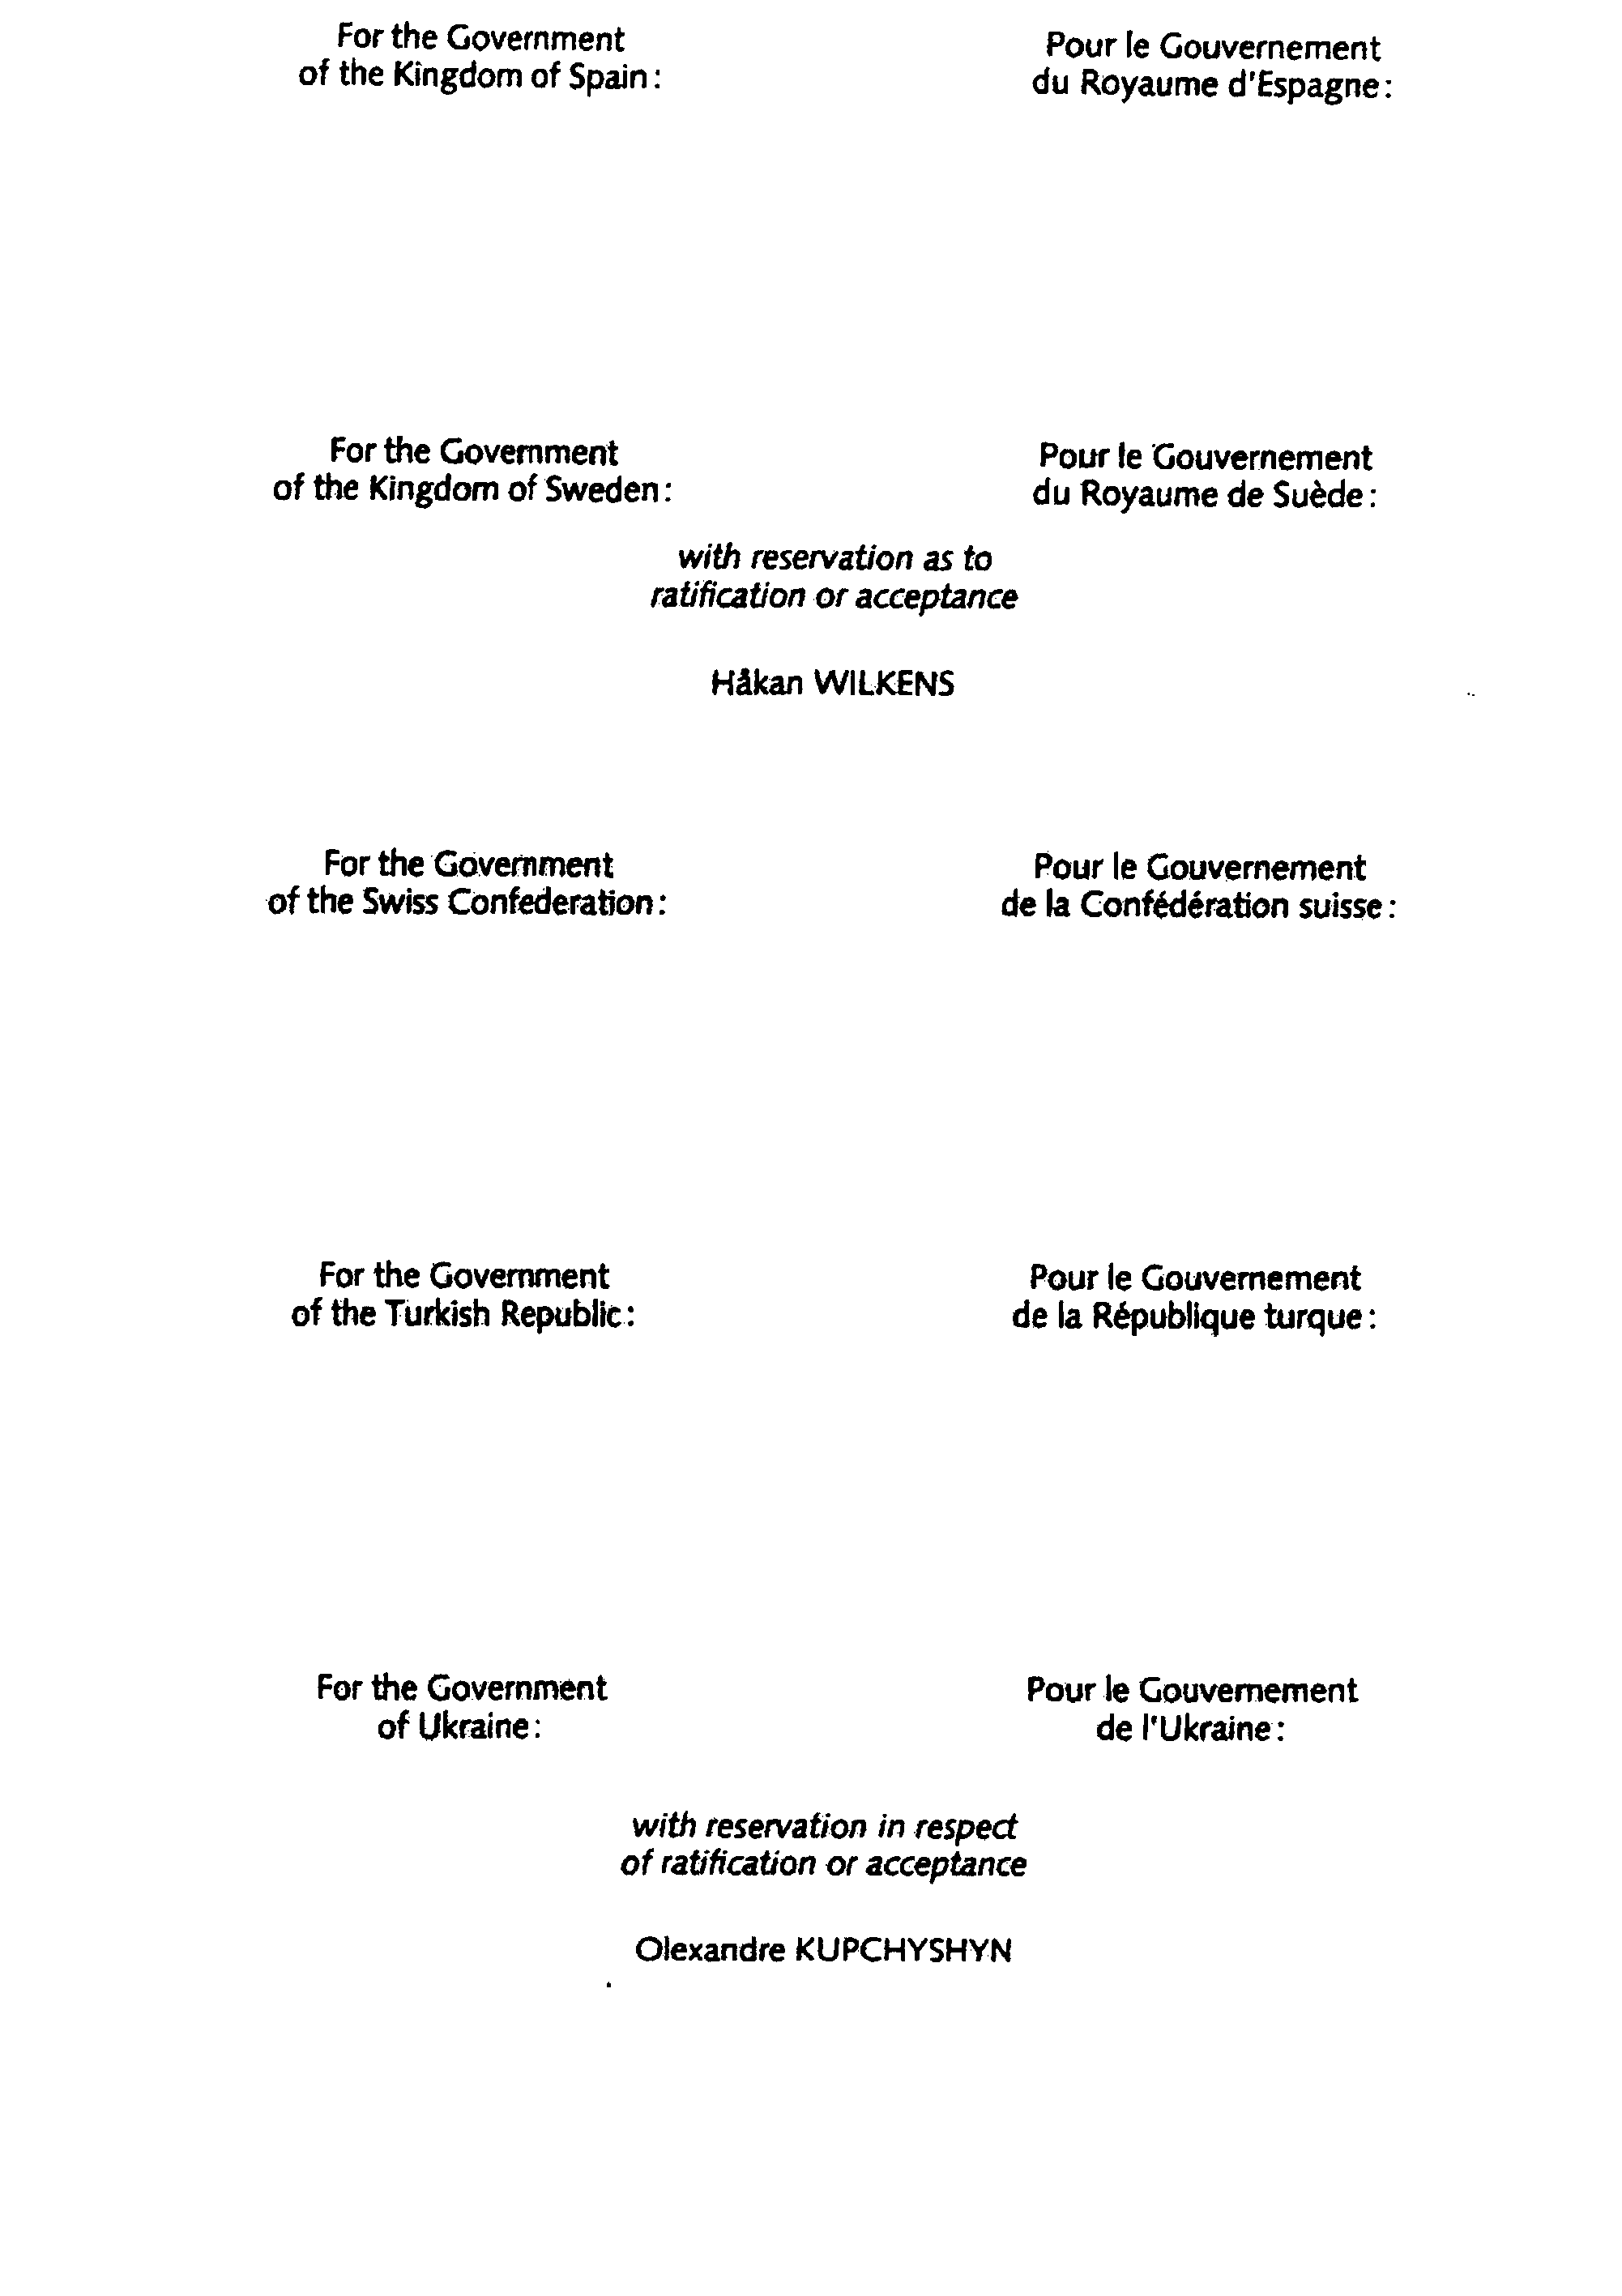 For the Government
of the Kingdom of Spain:
Pour le Gouvernement
du Royaume d'Espagne:
For the Government
of the Kingdom of Sweden:
Pour le Gouvernement
du Royaume de Suède:
with reservation as to
ratification or acceptance
Håkan WILKENS
For the Government
of the Swiss Confederation:
Pour le Gouvernement
de la Confédération suisse:
For the Government
of the Turkish Republic:
Pour le Gouvernement
de la République turque:
For the Government
of Ukraine:
Pour le Gouvernement
de l'Ukraine:
with reservation in respect
of ratification or acceptance
Olexandre KUPCHYSHYN